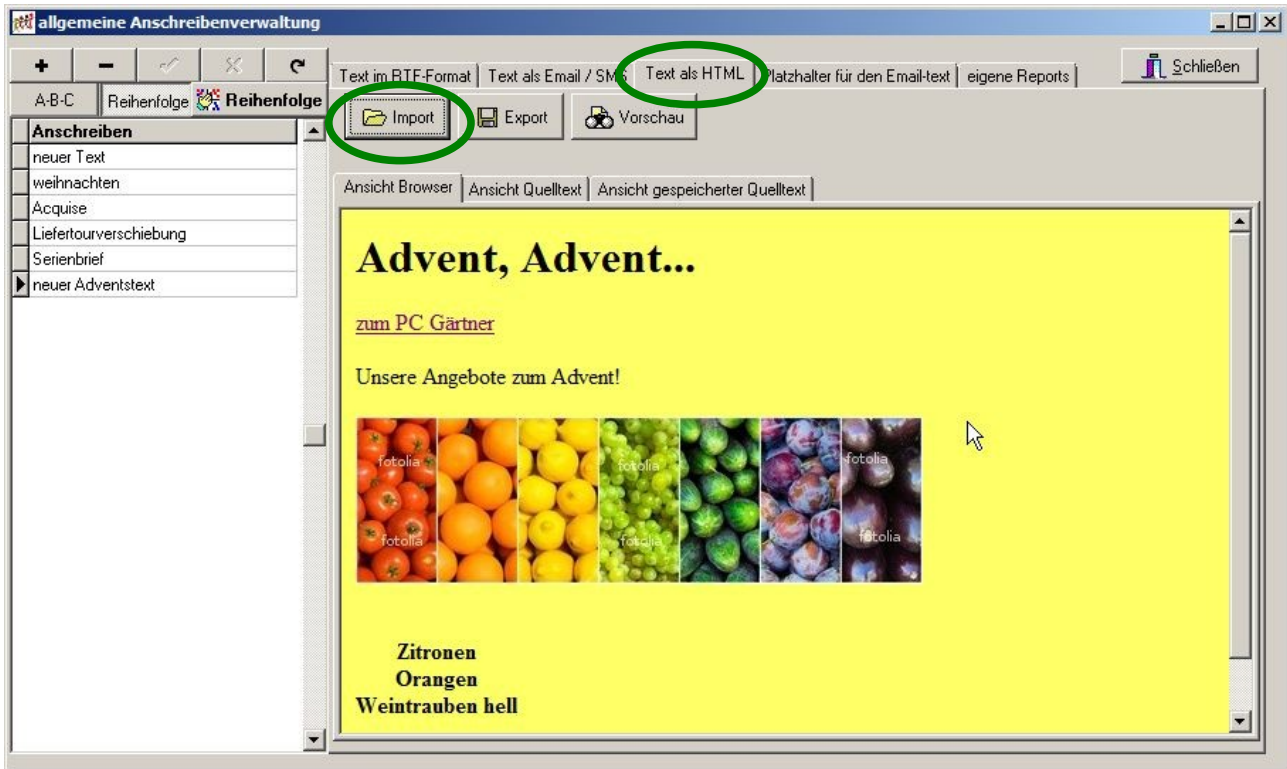 allgemeine Anschreibenverwaltung
Text im RTF-Format Text als Email / SMS Text als HTML Platzhalter für den Email-text eigene Reports
Schließen
A-B-C Reihenfolge Reihenfolge
Import Export Vorschau
Anschreiben
neuer Text
weihnachten
Acquise
Liefertourverschiebung
Serienbrief
neuer Adventstext
Ansicht Browser Ansicht Quelltext Ansicht gespeicherter Quelltext
Advent, Advent...
zum PC Gärtner
Unsere Angebote zum Advent!
fotolia fotolia fotolia
fotolia fotolia fotolia
Zitronen
Orangen
Weintrauben hell